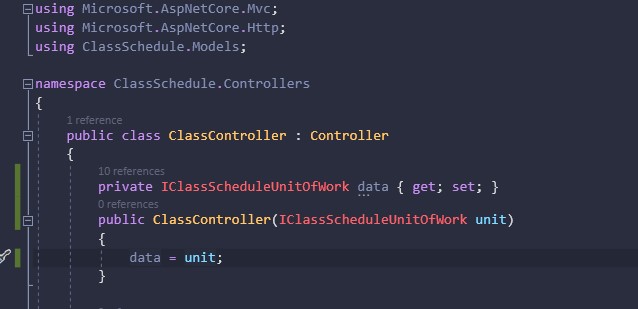 using Microsoft.AspNetCore.Mvc;
using Microsoft.AspNetCore.Http;
using ClassSchedule.Models;
namespace ClassSchedule.Controllers
{
1 reference
public class ClassController : Controller
{
10 references
private IClassScheduleUnitOfWork data { get; set; }
0 references
public ClassController(IClassScheduleUnitOfWork unit)
{
data = unit;
}